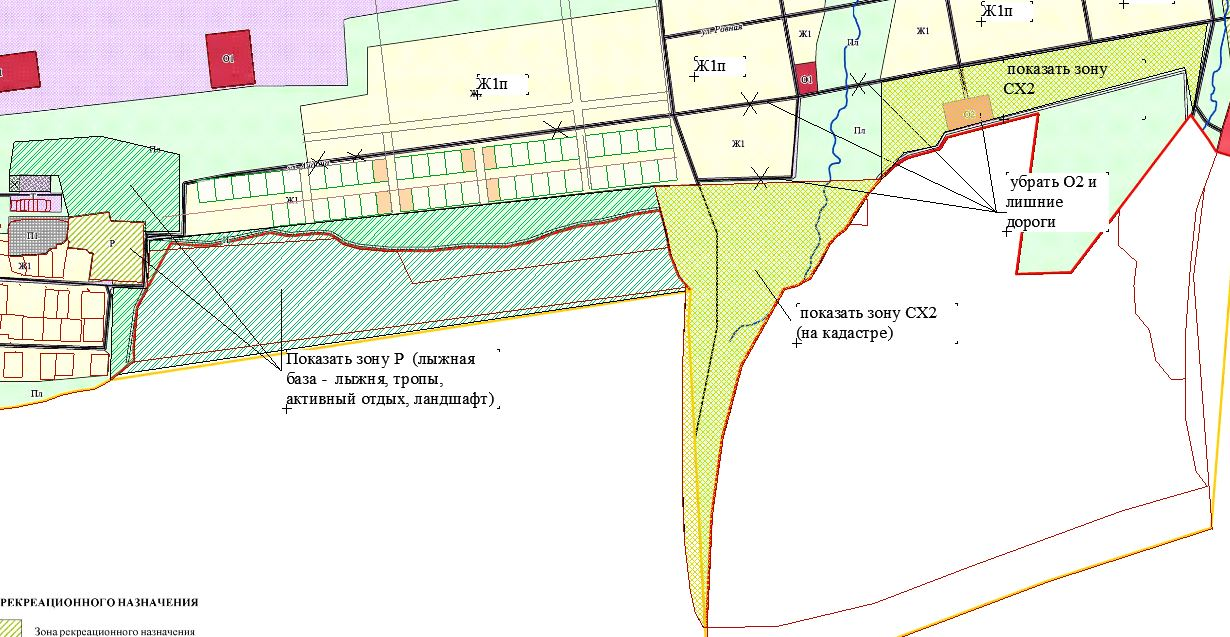 Ж1п
ул. Равная
Ж1
Пл
Ж1
О1
Ж1п
Ж1п
О1
показать зону
СХ2
О2
Пл
Ж1
Пл
Ж1
убрать О2 и
лишние
дороги
П1
Р
Ж1
показать зону СХ2
(на кадастре)
Показать зону Р (лыжная
база - лыжня, тропы,
активный отдых, ландшафт)
Пл
РЕКРЕАЦИОННОГО НАЗНАЧЕНИЯ
Зона рекреационного назначения